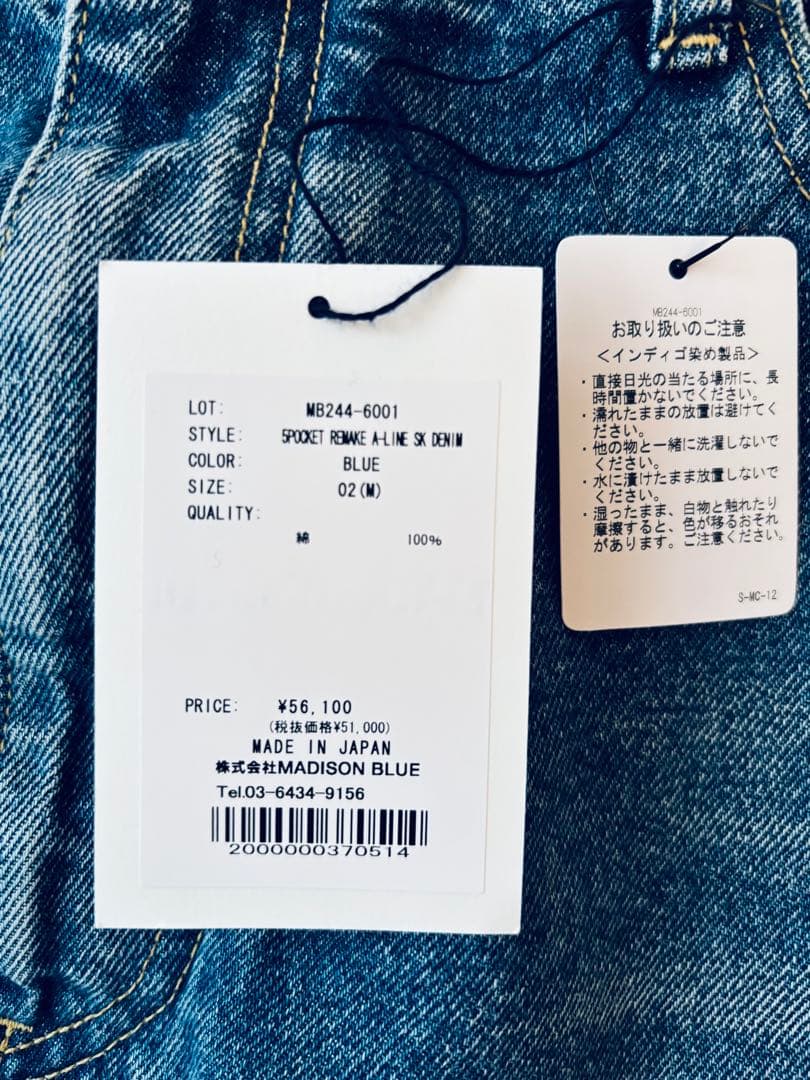 LOT: MB244-6001
STYLE: 5POCKET REMAKE A-LINE SK DENIM
COLOR: BLUE
SIZE: 02(M)
QUALITY:
綿 100%
PRICE: ¥56,100
(税抜価格¥51,000)
MADE IN JAPAN
株式会社MADISON BLUE
Tel.03-6434-9156
2000000370514
MB244-6001
お取り扱いのご注意
<インディゴ染め製品>
・直接日光の当たる場所に、長
時間置かないでください。
・濡れたままの放置は避けてく
ださい。
・他の物と一緒に洗濯しないで
ください。
・水に漬けたまま放置しないで
ください。
・湿ったまま、白物と触れたり
摩擦すると、色が移るおそれ
があります。ご注意ください。
S-MC-12